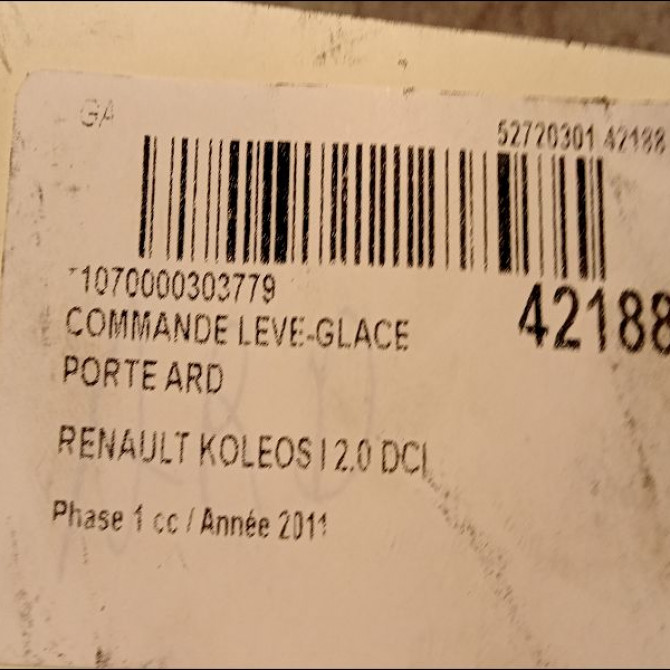 GA
52720301 42188
1070000303779
42188
COMMANDE LEVE-GLACE
PORTE ARD
RENAULT KOLEOS I 2.0 DCI
Phase 1 cc / Année 2011